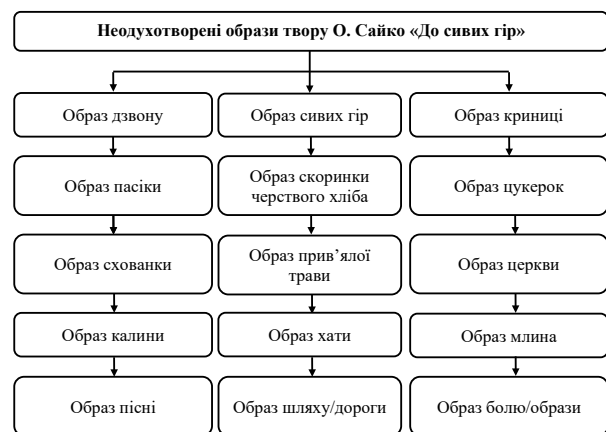 Неодухотворені образи твору О. Сайко «До сивих гір»
Образ дзвону
Образ сивих гір
Образ криниці
Образ пасіки
Образ скоринки
черствого хліба
Образ цукерок
Образ схованки
Образ прив’ялої
трави
Образ церкви
Образ калини
Образ хати
Образ млина
Образ пісні
Образ шляху/дороги
Образ болю/образи